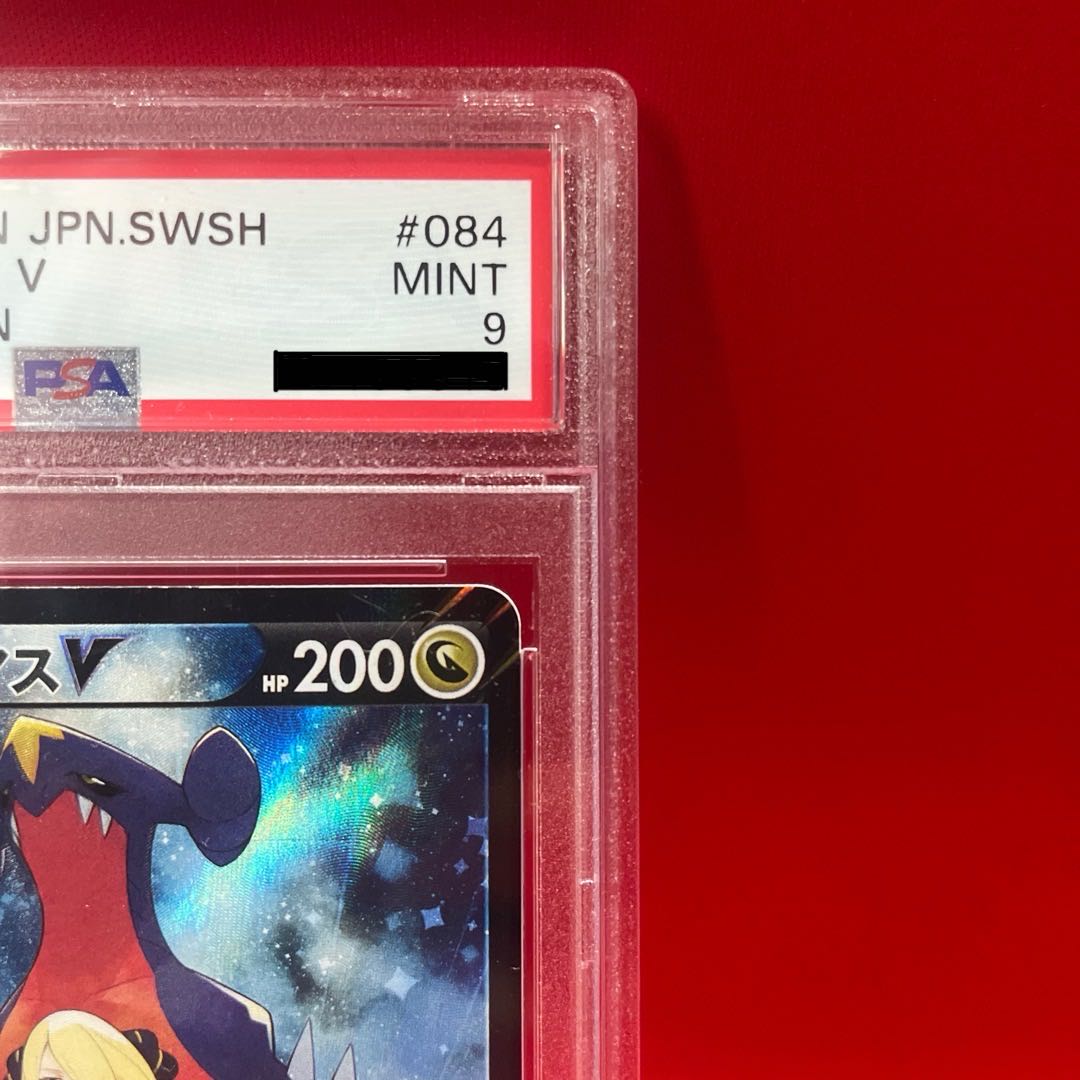 JPN.SWSH #084
V MINT
N 9
PSA
スV HP 200